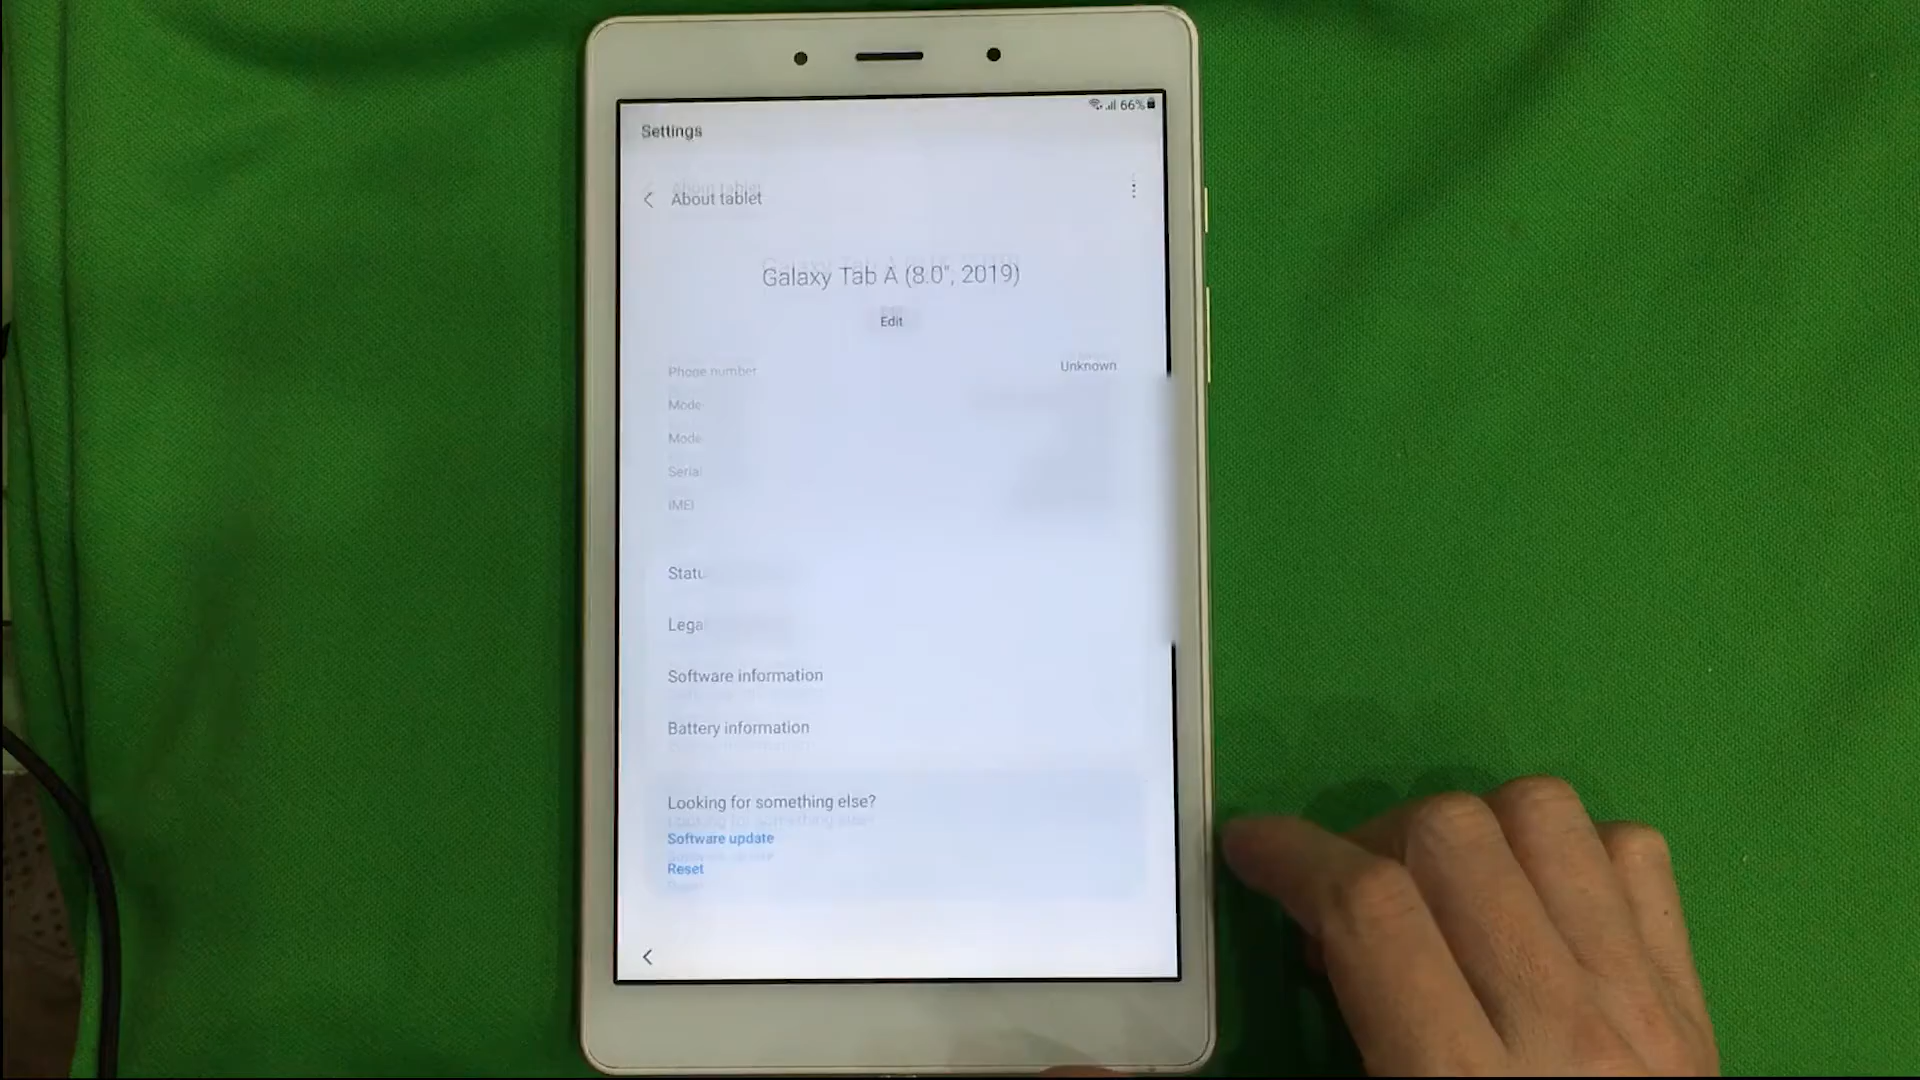 66%
Settings
About tablet
Galaxy Tab A (8.0", 2019)
Edit
Phone number Unknown
Mode
Mode
Serial
IMEI
Statu
Lega
Software information
Battery information
Looking for something else?
Software update
Reset